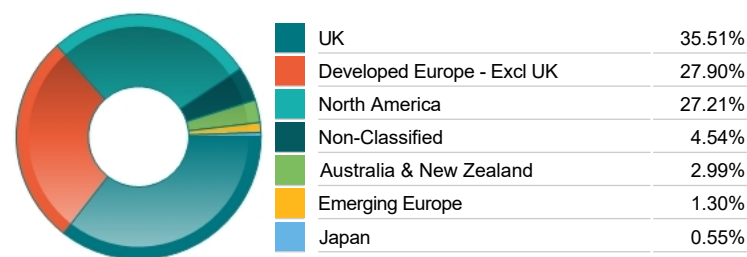 UK 35.51%
Developed Europe - Excl UK 27.90%
North America 27.21%
Non-Classified 4.54%
Australia & New Zealand 2.99%
Emerging Europe 1.30%
Japan 0.55%